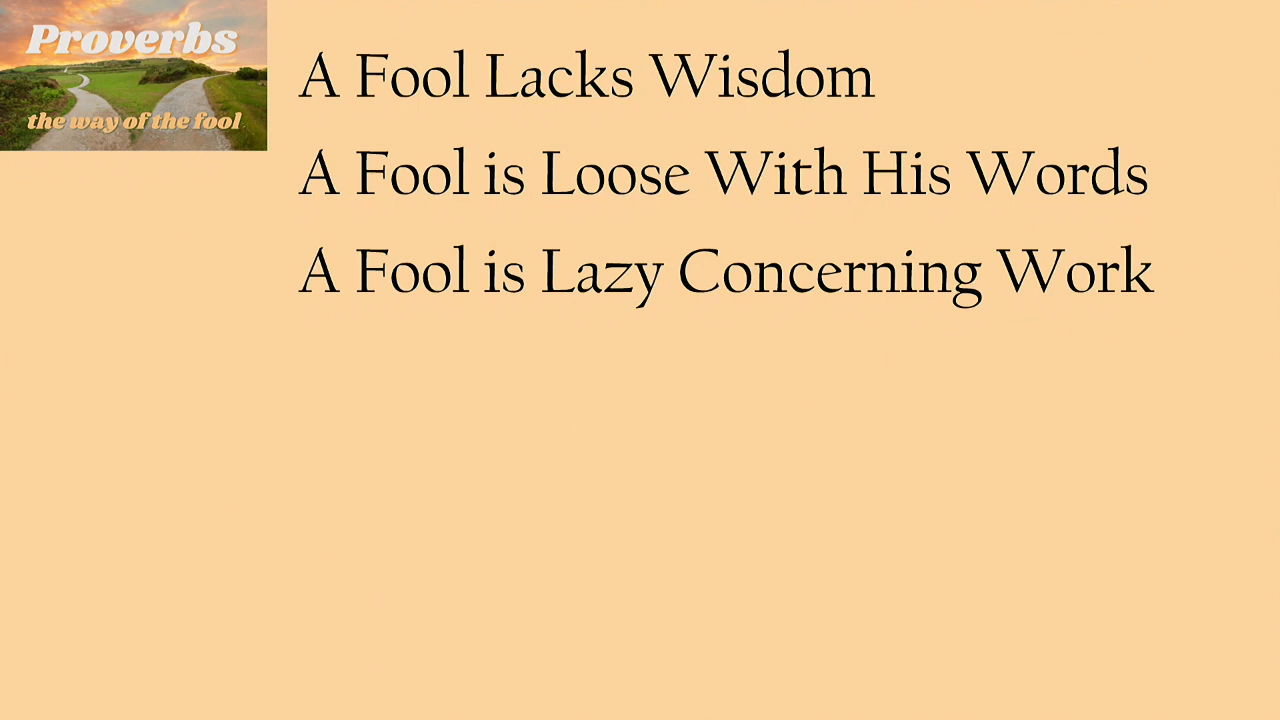 Proverbs
the way of the fool
A Fool Lacks Wisdom
A Fool is Loose With His Words
A Fool is Lazy Concerning Work